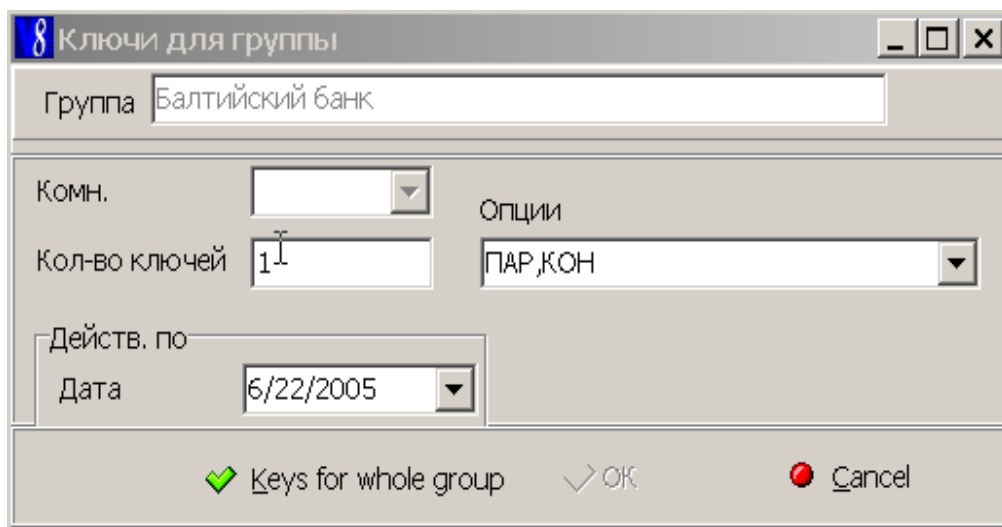 Ключи для группы
Группа Балтийский банк
Комн.
Опции
Кол-во ключей 1 ПАР,КОН
Действ. по
Дата 6/22/2005
Keys for whole group OK Cancel